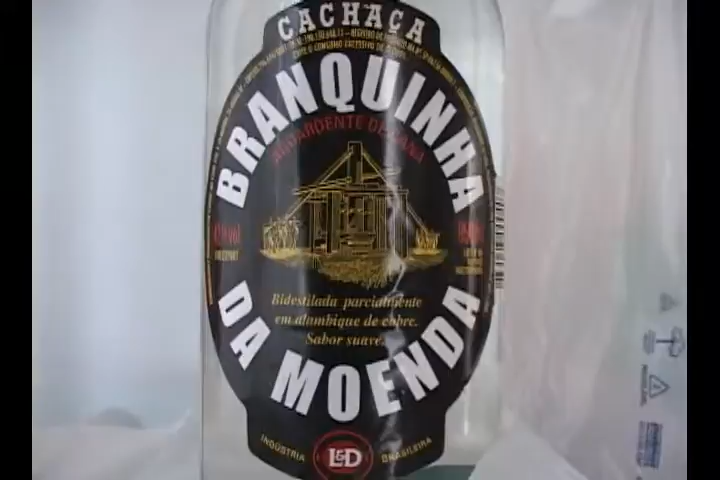 CACHAÇA
BRANQUINHA
AGUARDENTE DE CANA
Bidestilada parcialmente
em alambique de cobre.
Sabor suave.
DA MOENDA
INDÚSTRIA L&D BRASILEIRA